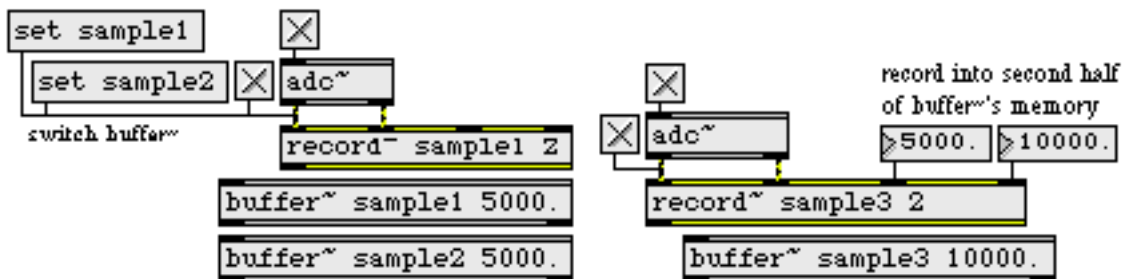 set sample1
set sample2
adc~
switch buffer~
record~ sample1 2
buffer~ sample1 5000.
buffer~ sample2 5000.
record into second half
of buffer~'s memory
adc~
5000.
10000.
record~ sample3 2
buffer~ sample3 10000.